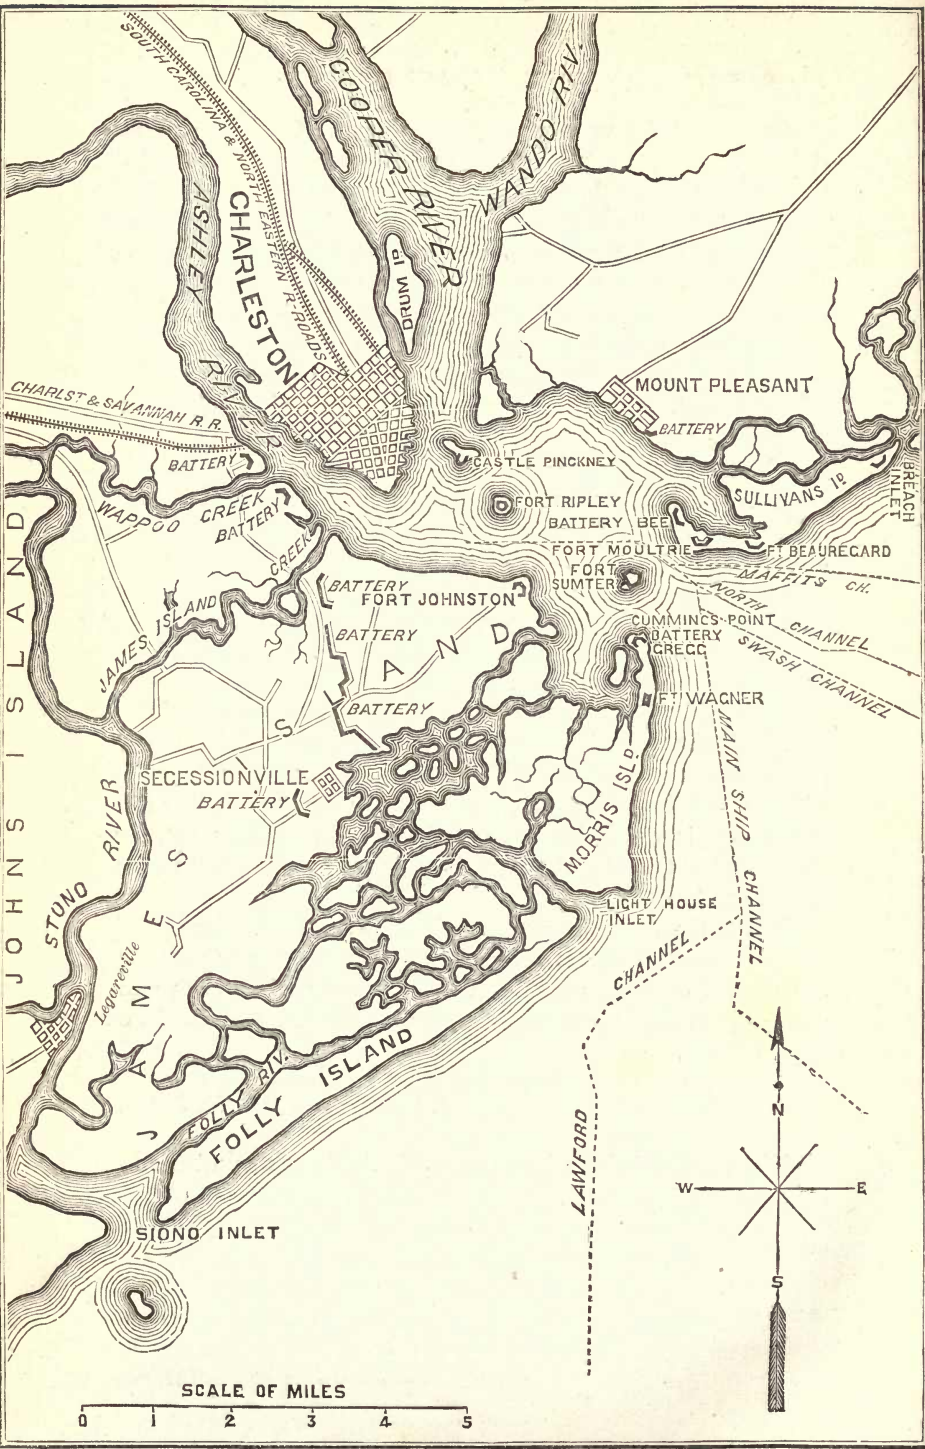 SOUTH CAROLINA & NORTH EASTERN R. ROADS
COOPER RIVER
WANDO RIV.
ASHLEY RIVER
CHARLESTON
DRUM ID
CHARLST & SAVANNAH R.R.
MOUNT PLEASANT
BATTERY
BATTERY
CASTLE PINCKNEY
SULLIVANS ID
BREACH INLET
WAPPOO CREEK
BATTERY
FORT RIPLEY
BATTERY BEE
FORT MOULTRIE
FT BEAUREGARD
FORT SUMTER
MAFFITS CH.
NORTH CHANNEL
SWASH CHANNEL
JAMES ISLAND CREEK
BATTERY
FORT JOHNSTON
BATTERY
BATTERY
CUMMINGS POINT
BATTERY GREGG
FT WAGNER
JOHNS ISLAND
JAMES ISLAND
SECESSIONVILLE
BATTERY
MORRIS ISLD
MAIN SHIP CHANNEL
STONO RIVER
LIGHT HOUSE INLET
Legareville
LAWFORD CHANNEL
FOLLY RIV.
FOLLY ISLAND
SIONO INLET
N
W
E
S
SCALE OF MILES
0 1 2 3 4 5